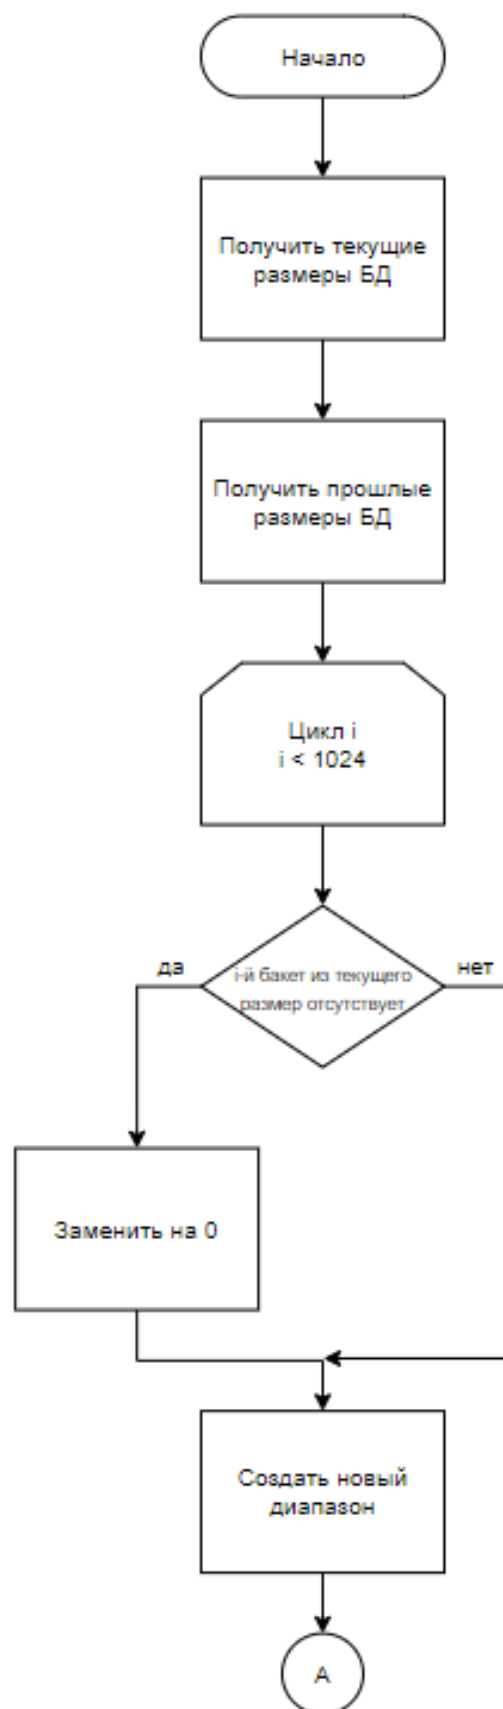 Начало
Получить текущие
размеры БД
Получить прошлые
размеры БД
Цикл i
i < 1024
да
i-й бакет из текущего
нет
размер отсутствует
Заменить на 0
Создать новый
диапазон
А